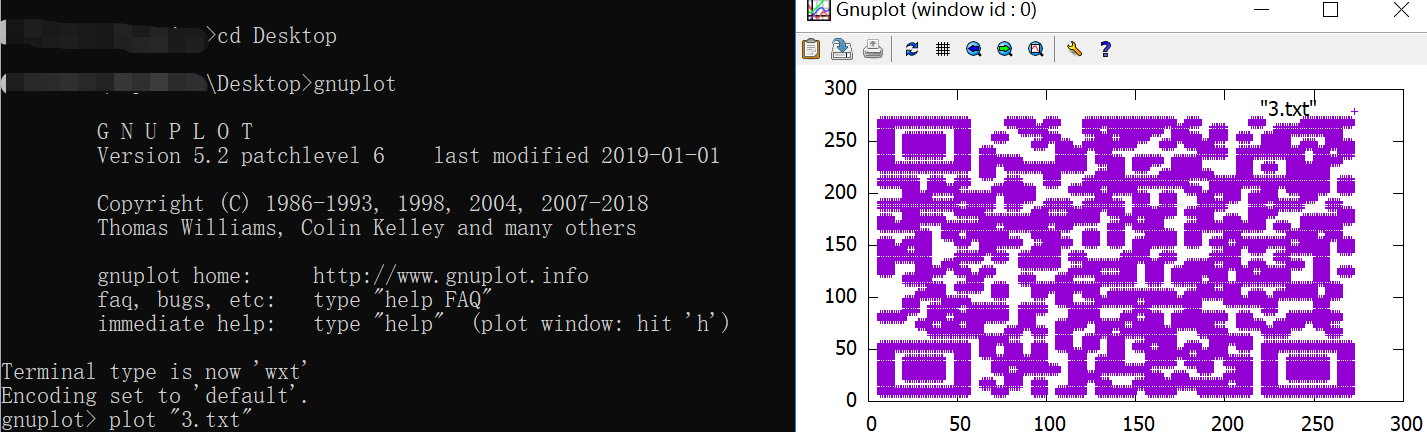 >cd Desktop
\Desktop>gnuplot
G N U P L O T
Version 5.2 patchlevel 6    last modified 2019-01-01
Copyright (C) 1986-1993, 1998, 2004, 2007-2018
Thomas Williams, Colin Kelley and many others
gnuplot home:     http://www.gnuplot.info
faq, bugs, etc:   type "help FAQ"
immediate help:   type "help"  (plot window: hit 'h')
Terminal type is now 'wxt'
Encoding set to 'default'.
gnuplot> plot "3.txt"
Gnuplot (window id : 0)
"3.txt"
300
250
200
150
100
50
0
0 50 100 150 200 250 300